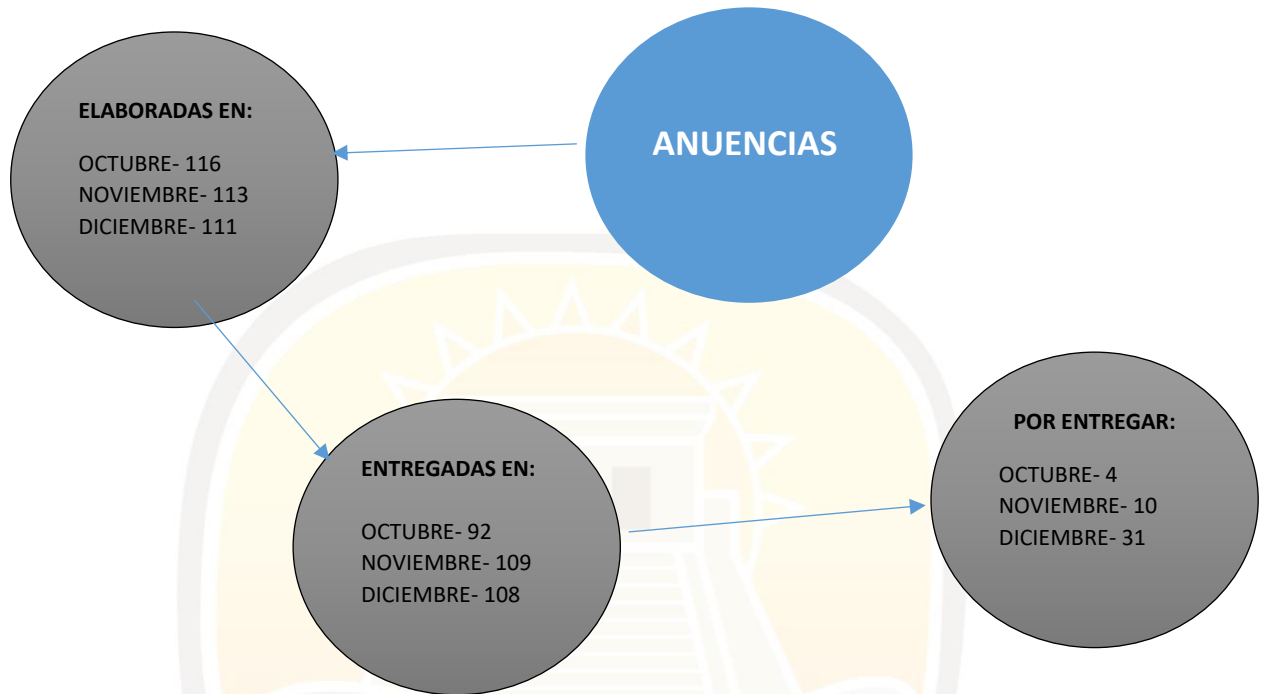 ANUENCIAS
ELABORADAS EN:
OCTUBRE- 116
NOVIEMBRE- 113
DICIEMBRE- 111
ENTREGADAS EN:
OCTUBRE- 92
NOVIEMBRE- 109
DICIEMBRE- 108
POR ENTREGAR:
OCTUBRE- 4
NOVIEMBRE- 10
DICIEMBRE- 31